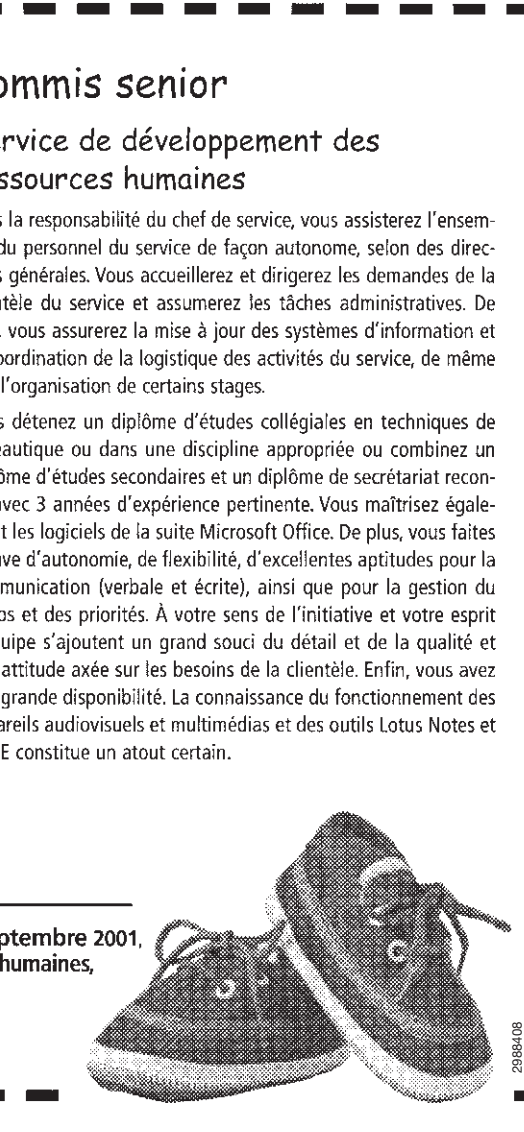 ommis senior
rvice de développement des
ssources humaines
s la responsabilité du chef de service, vous assisterez l'ensem-
du personnel du service de façon autonome, selon des direc-
s générales. Vous accueillerez et dirigerez les demandes de la
ntèle du service et assumerez les tâches administratives. De
, vous assurerez la mise à jour des systèmes d'information et
oordination de la logistique des activités du service, de même
l'organisation de certains stages.
s détenez un diplôme d'études collégiales en techniques de
eautique ou dans une discipline appropriée ou combinez un
ôme d'études secondaires et un diplôme de secrétariat recon-
avec 3 années d'expérience pertinente. Vous maîtrisez égale-
t les logiciels de la suite Microsoft Office. De plus, vous faites
uve d'autonomie, de flexibilité, d'excellentes aptitudes pour la
munication (verbale et écrite), ainsi que pour la gestion du
ps et des priorités. À votre sens de l'initiative et votre esprit
uipe s'ajoutent un grand souci du détail et de la qualité et
attitude axée sur les besoins de la clientèle. Enfin, vous avez
grande disponibilité. La connaissance du fonctionnement des
areils audiovisuels et multimédias et des outils Lotus Notes et
E constitue un atout certain.
ptembre 2001,
humaines,
2988408